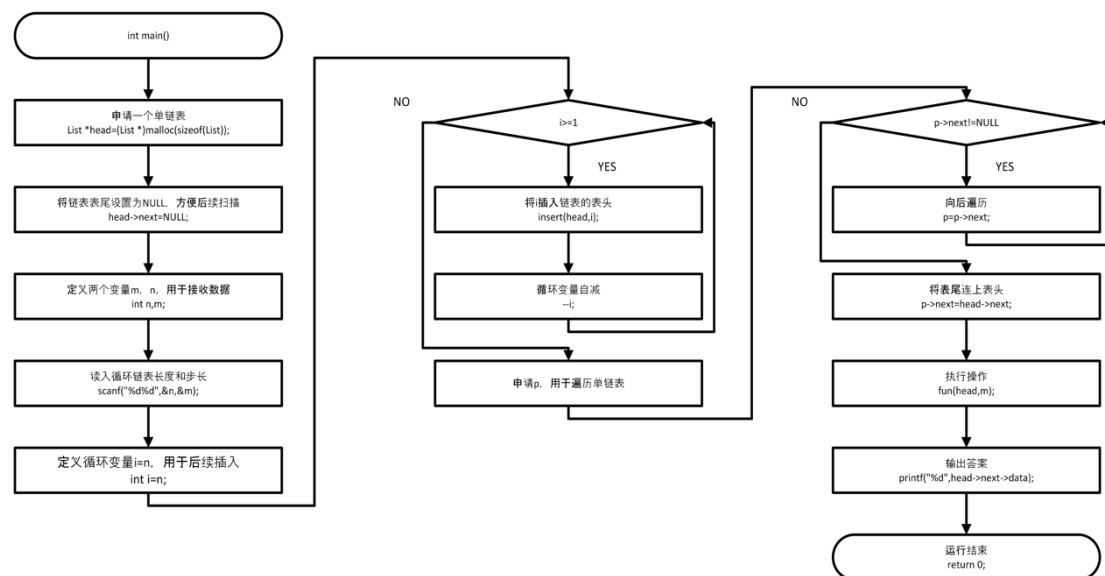 int main()
申请一个单链表
List *head=(List *)malloc(sizeof(List));
将链表表尾设置为NULL，方便后续扫描
head->next=NULL;
定义两个变量m，n，用于接收数据
int n,m;
读入循环链表长度和步长
scanf("%d%d",&n,&m);
定义循环变量i=n，用于后续插入
int i=n;
NO
i>=1
YES
将i插入链表的表头
insert(head,i);
循环变量自减
--i;
申请p，用于遍历单链表
NO
p->next!=NULL
YES
向后遍历
p=p->next;
将表尾连上表头
p->next=head->next;
执行操作
fun(head,m);
输出答案
printf("%d",head->next->data);
运行结束
return 0;